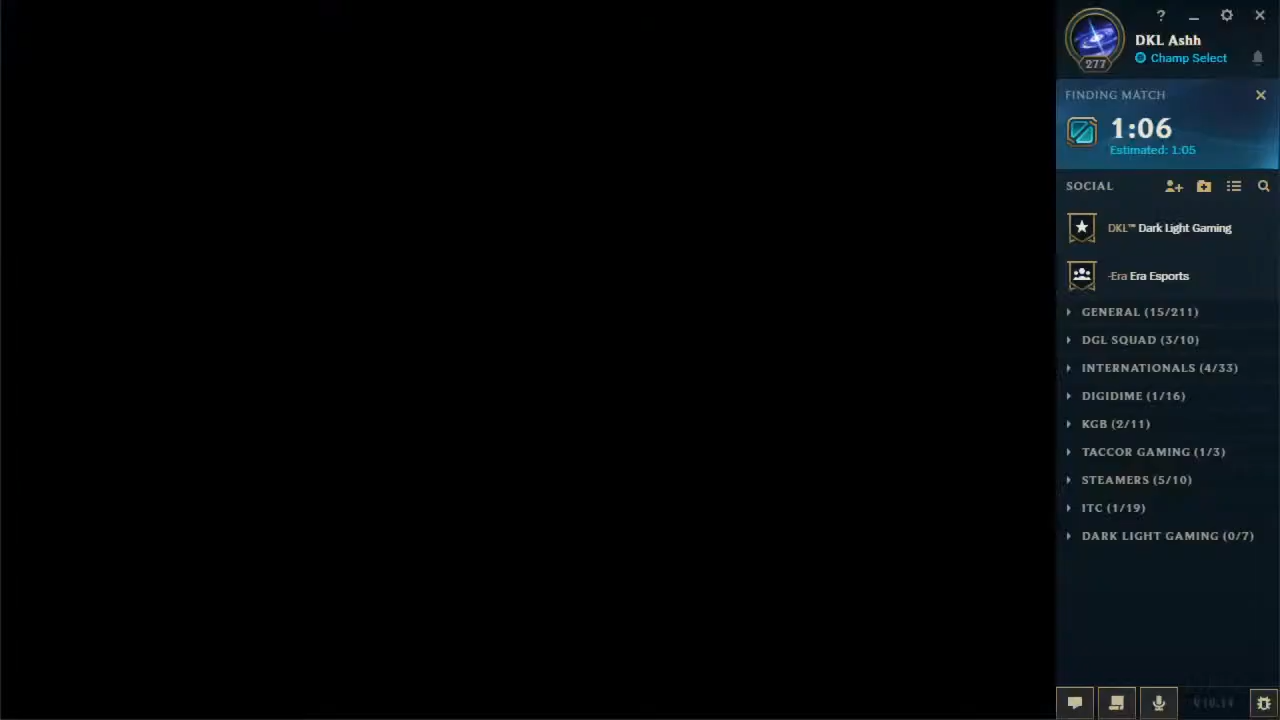 ?
DKL Ashh
277
Champ Select
FINDING MATCH
1:06
Estimated: 1:05
SOCIAL
DKL™ Dark Light Gaming
-Era Era Esports
GENERAL (15/211)
DGL SQUAD (3/10)
INTERNATIONALS (4/33)
DIGIDIME (1/16)
KGB (2/11)
TACCOR GAMING (1/3)
STEAMERS (5/10)
ITC (1/19)
DARK LIGHT GAMING (0/7)
V10.14